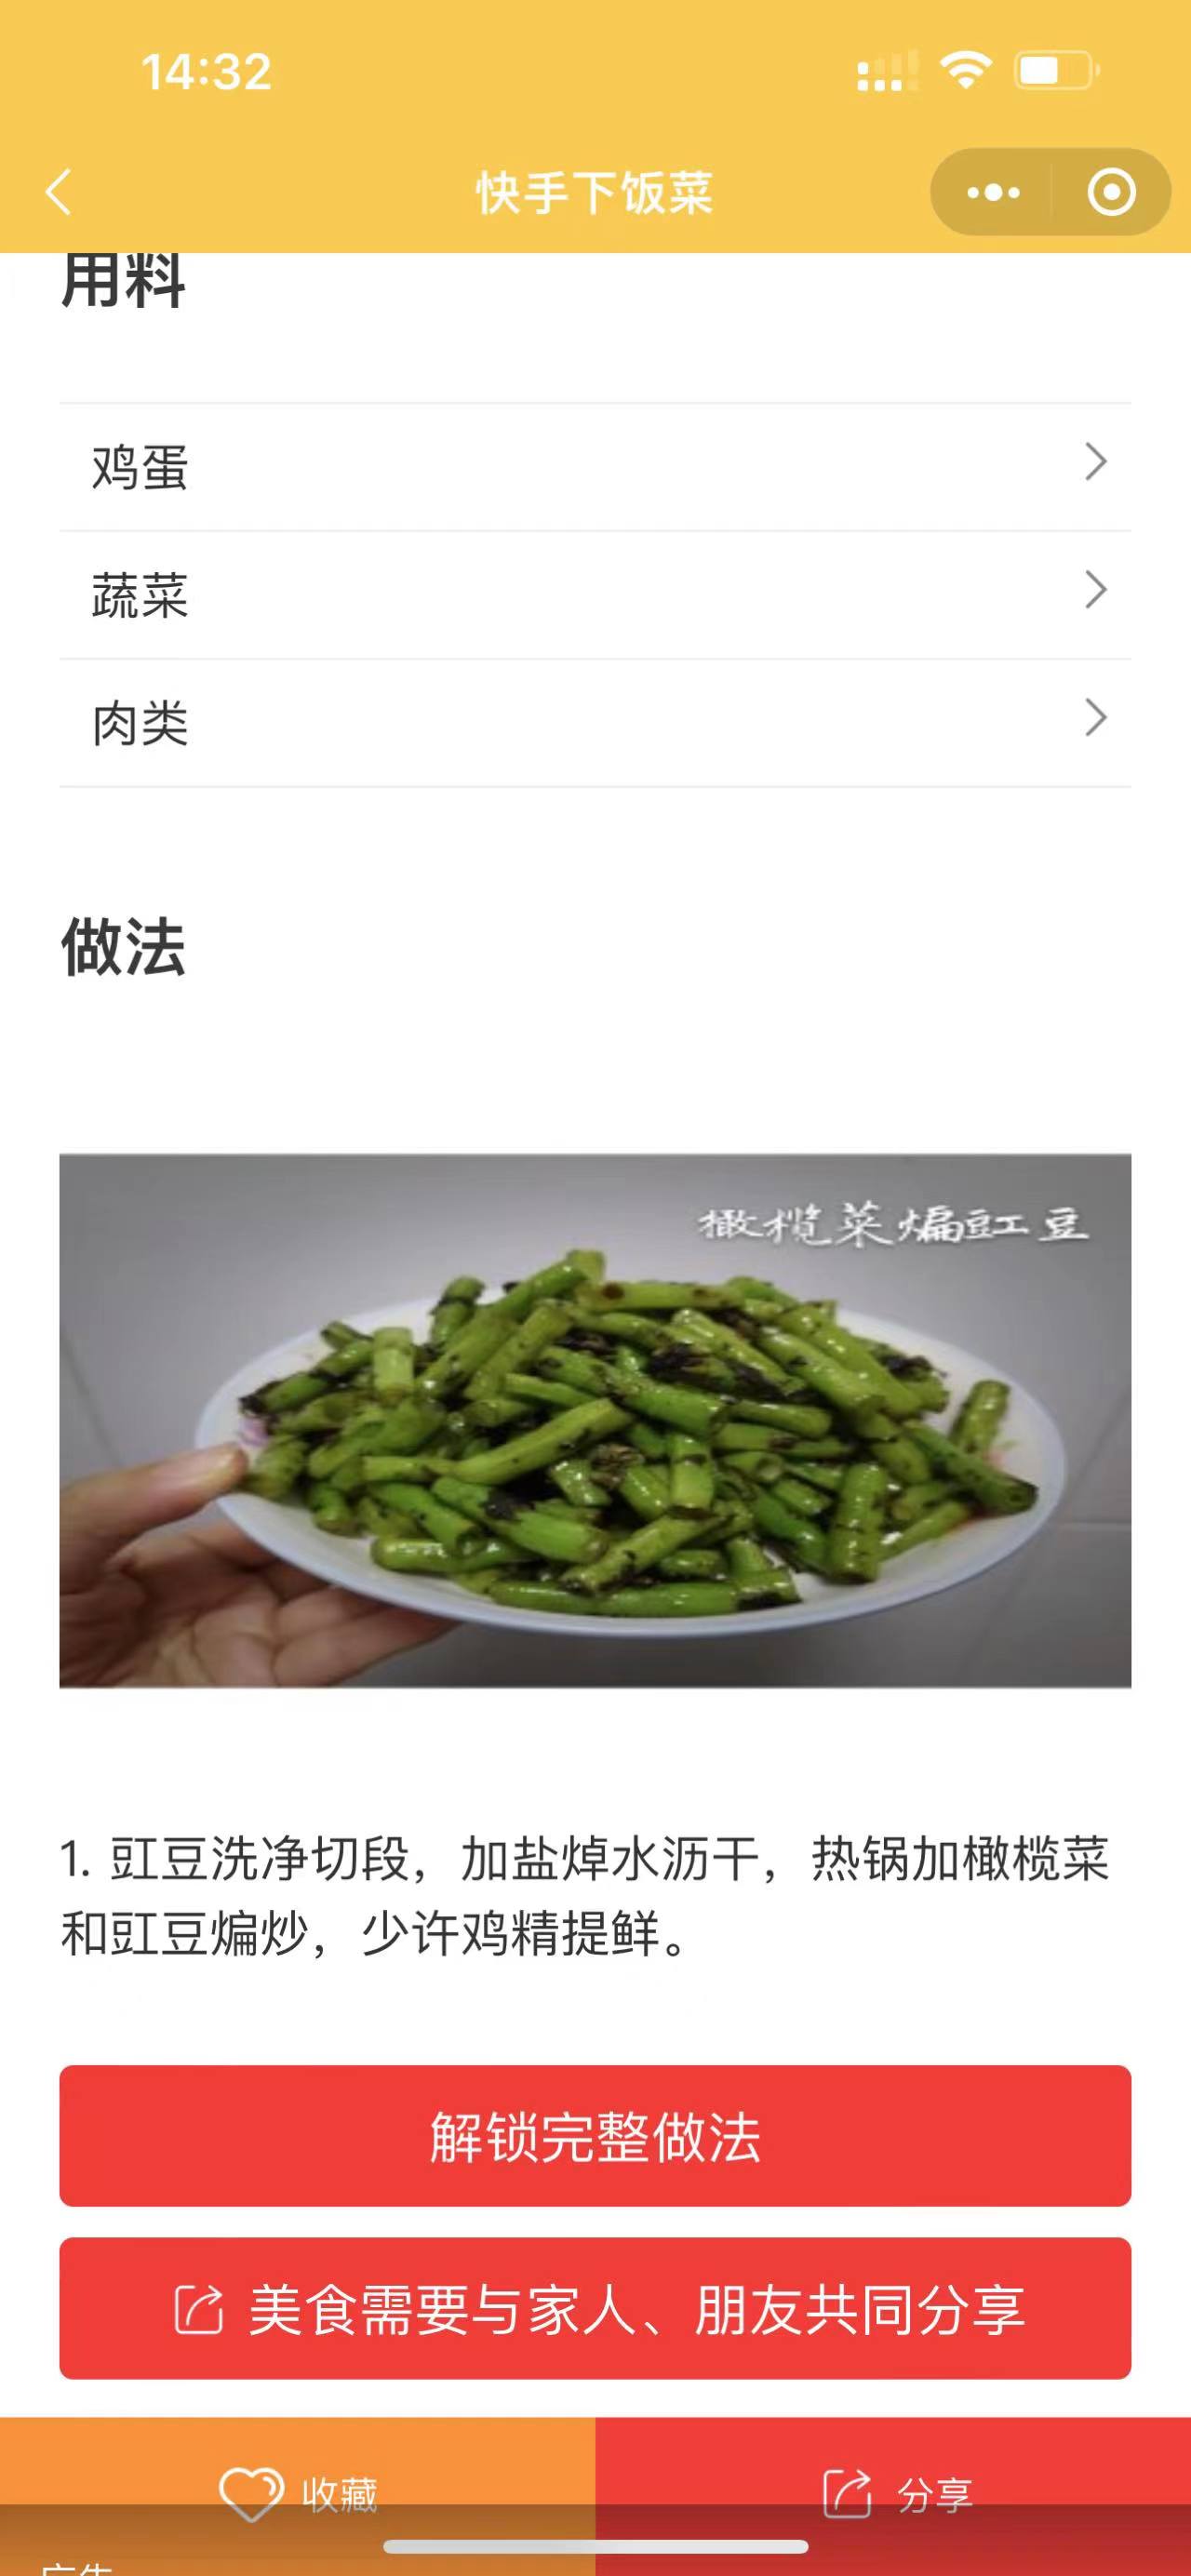 14:32
快手下饭菜
用料
鸡蛋
蔬菜
肉类
做法
橄榄菜煸豇豆
1. 豇豆洗净切段，加盐焯水沥干，热锅加橄榄菜
和豇豆煸炒，少许鸡精提鲜。
解锁完整做法
美食需要与家人、朋友共同分享
收藏
分享
广告